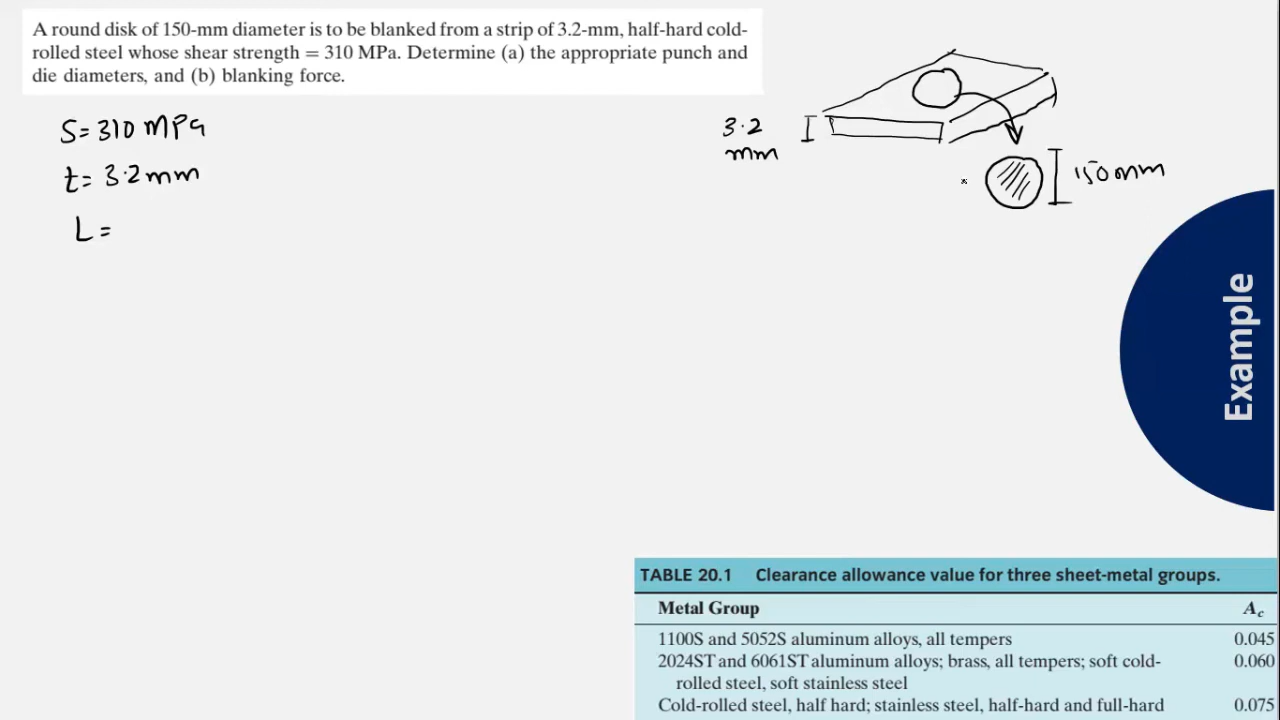 A round disk of 150-mm diameter is to be blanked from a strip of 3.2-mm, half-hard cold-
rolled steel whose shear strength = 310 MPa. Determine (a) the appropriate punch and
die diameters, and (b) blanking force.
S= 310 MPa
t= 3.2 mm
L =
3.2
mm
150 mm
Example
TABLE 20.1 Clearance allowance value for three sheet-metal groups.
Metal Group Ac
1100S and 5052S aluminum alloys, all tempers 0.045
2024ST and 6061ST aluminum alloys; brass, all tempers; soft cold- 0.060
rolled steel, soft stainless steel
Cold-rolled steel, half hard; stainless steel, half-hard and full-hard 0.075